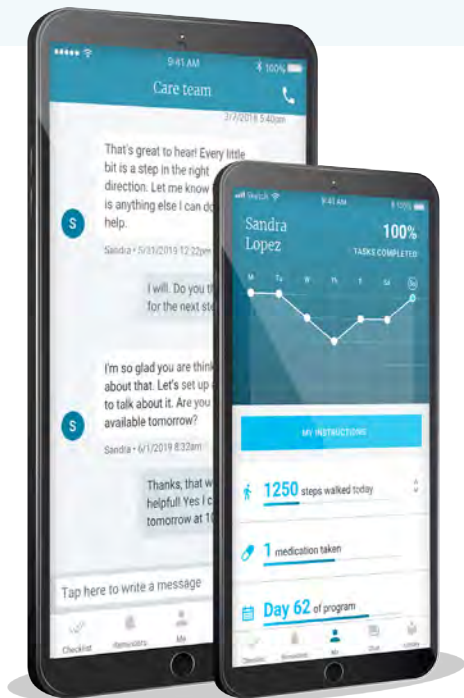 9:41 AM
100%
Care team
3/7/2019 5:40pm
That's great to hear! Every little
bit is a step in the right
direction. Let me know
is anything else I can do
help.
S
Sandra • 5/31/2019 12:22pm
I will. Do you
for the next
I'm so glad you are
about that. Let's set up
to talk about it. Are you
available tomorrow?
S
Sandra • 6/1/2019 8:32am
Thanks, that
helpful! Yes I
tomorrow at
Tap here to write a message
Checklist
Reminders
Me
Sketch
9:41 AM
100%
Sandra
Lopez
100%
TASKS COMPLETED
M Tu W Th F Sa Su
MY INSTRUCTIONS
1250 steps walked today
1 medication taken
Day 62 of program
Checklist
Reminders
Me
Chat